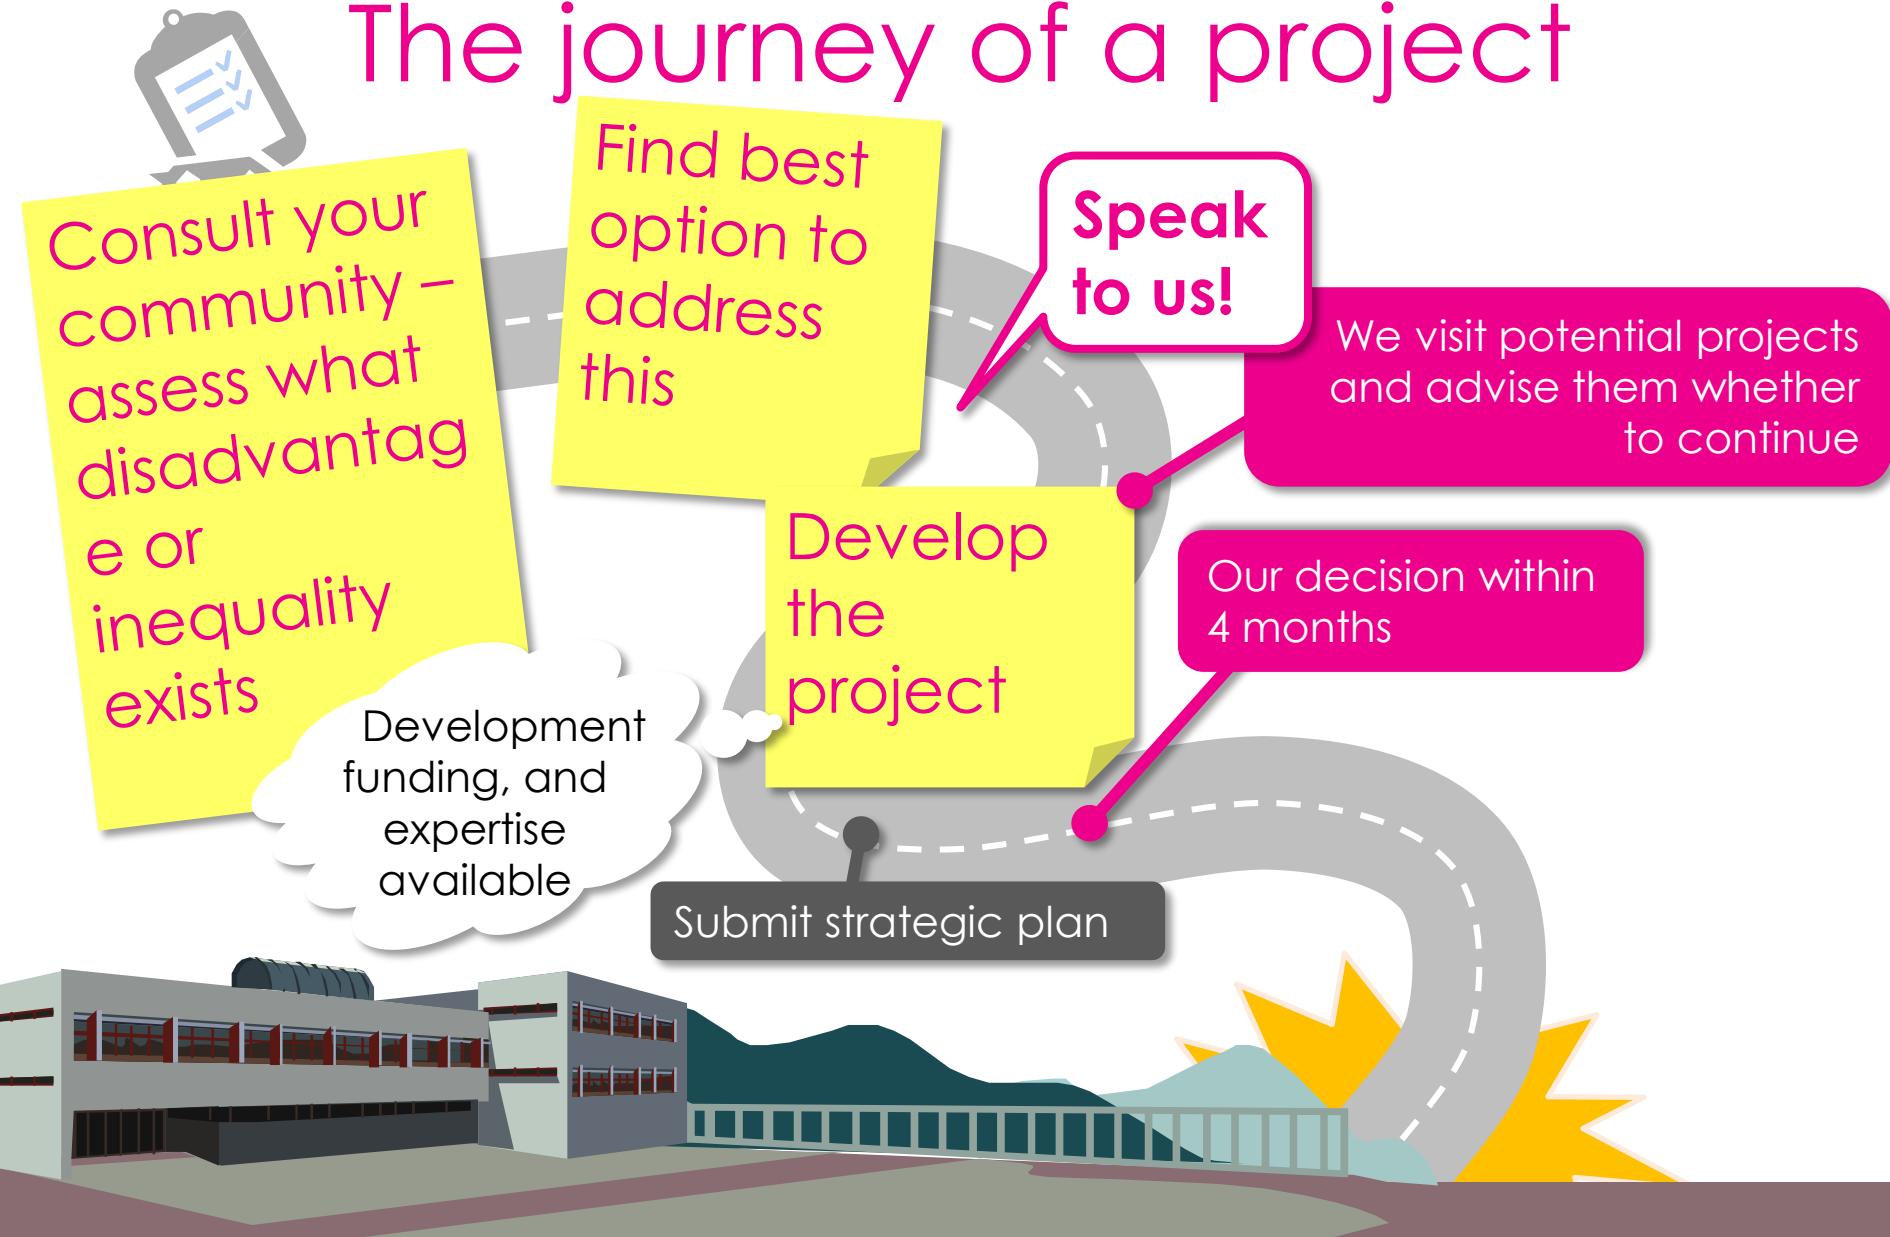 The journey of a project
Consult your
community –
assess what
disadvantag
e or
inequality
exists
Find best
option to
address
this
Speak
to us!
We visit potential projects
and advise them whether
to continue
Develop
the
project
Our decision within
4 months
Development
funding, and
expertise
available
Submit strategic plan